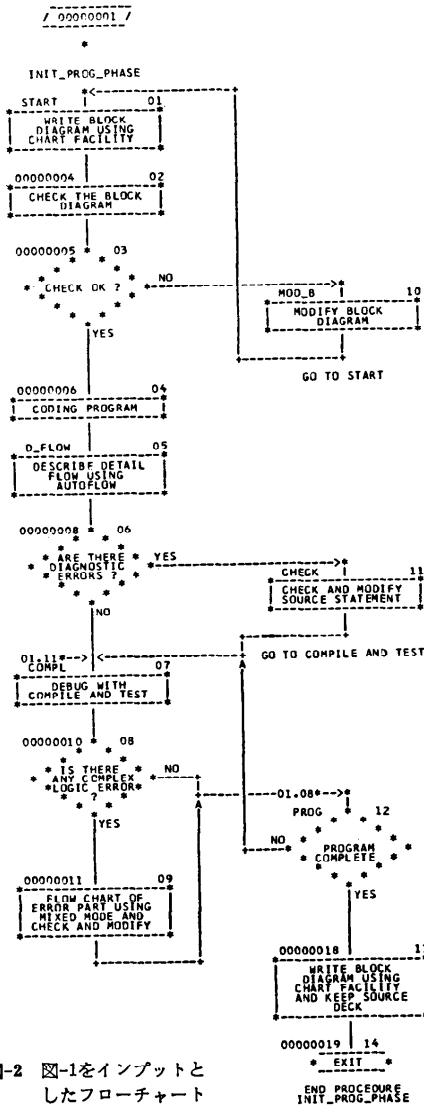 / 00000001 /
INIT_PROG_PHASE
START 01
WRITE BLOCK
DIAGRAM USING
CHART FACILITY
00000004 02
CHECK THE BLOCK
DIAGRAM
00000005 03
CHECK OK ?
NO
YES
MOD_B 10
MODIFY BLOCK
DIAGRAM
GO TO START
00000006 04
CODING PROGRAM
D_FLOW 05
DESCRIBE DETAIL
FLOW USING
AUTOFLOW
00000008 06
ARE THERE
DIAGNOSTIC
ERRORS ?
YES
NO
CHECK 11
CHECK AND MODIFY
SOURCE STATEMENT
GO TO COMPILE AND TEST
01.11*-->
COMPL 07
DEBUG WITH
COMPILE AND TEST
00000010 08
IS THERE
ANY COMPLEX
LOGIC ERROR
?
NO
YES
01.08*-->
PROG 12
PROGRAM
COMPLETE
NO
YES
00000011 09
FLOW CHART OF
ERROR PART USING
MIXED MODE AND
CHECK AND MODIFY
00000018
WRITE BLOCK
DIAGRAM USING
CHART FACILITY
AND KEEP SOURCE
DECK
00000019 14
EXIT
END PROCEDURE
INIT_PROG_PHASE
-2 図-1をインプットと
したフローチャート